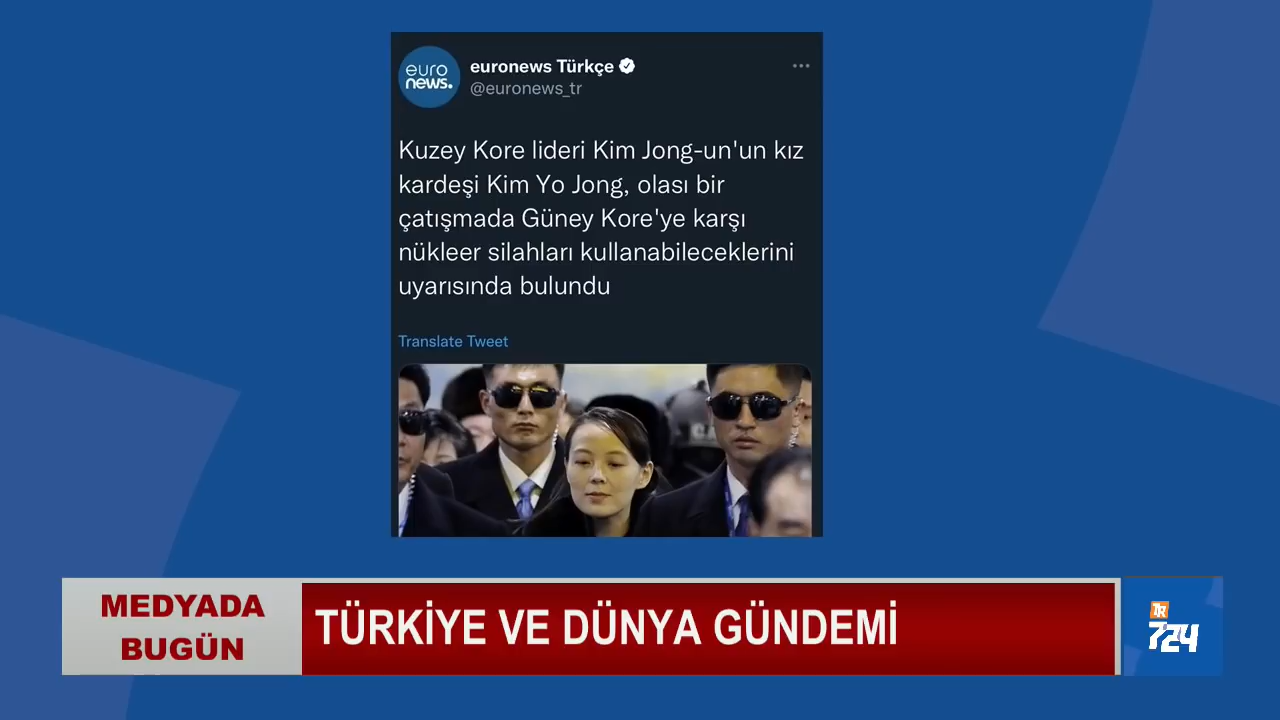 euro
news.
euronews Türkçe
@euronews_tr
Kuzey Kore lideri Kim Jong-un'un kız
kardeşi Kim Yo Jong, olası bir
çatışmada Güney Kore'ye karşı
nükleer silahları kullanabileceklerini
uyarısında bulundu
Translate Tweet
MEDYADA
BUGÜN
TÜRKİYE VE DÜNYA GÜNDEMİ
TR
7/24